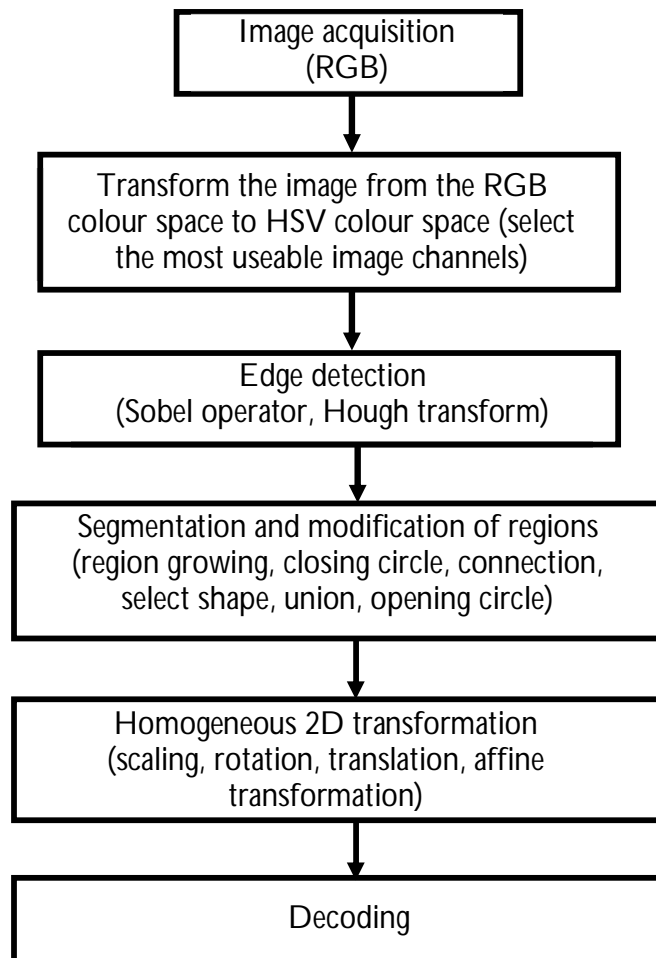 Image acquisition
(RGB)
Transform the image from the RGB
colour space to HSV colour space (select
the most useable image channels)
Edge detection
(Sobel operator, Hough transform)
Segmentation and modification of regions
(region growing, closing circle, connection,
select shape, union, opening circle)
Homogeneous 2D transformation
(scaling, rotation, translation, affine
transformation)
Decoding